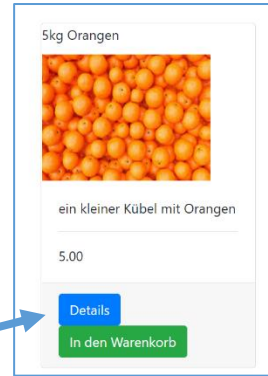 5kg Orangen
ein kleiner Kübel mit Orangen
5.00
Details
In den Warenkorb